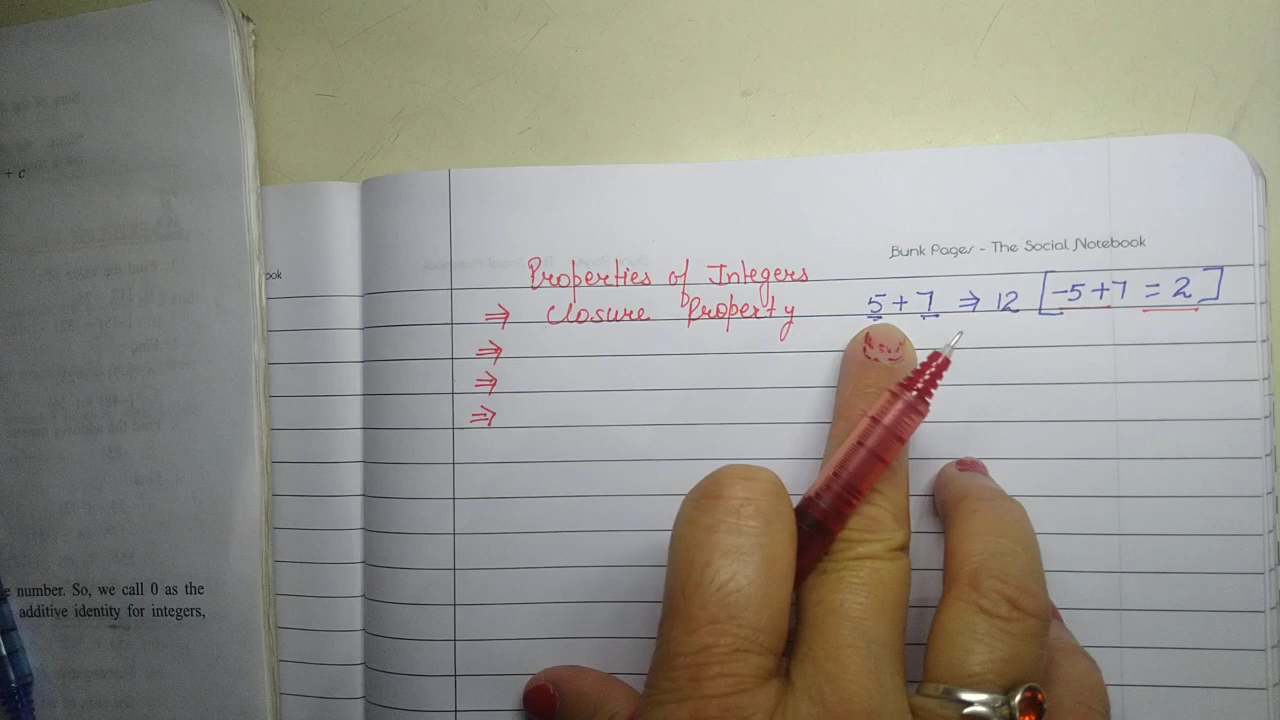 + c
number. So, we call 0 as the
additive identity for integers,
ook
Bunk Pages - The Social Notebook
Properties of Integers
⇒ Closure Property 5 + 7 ⇒ 12 [-5+7 = 2]
⇒
⇒
⇒